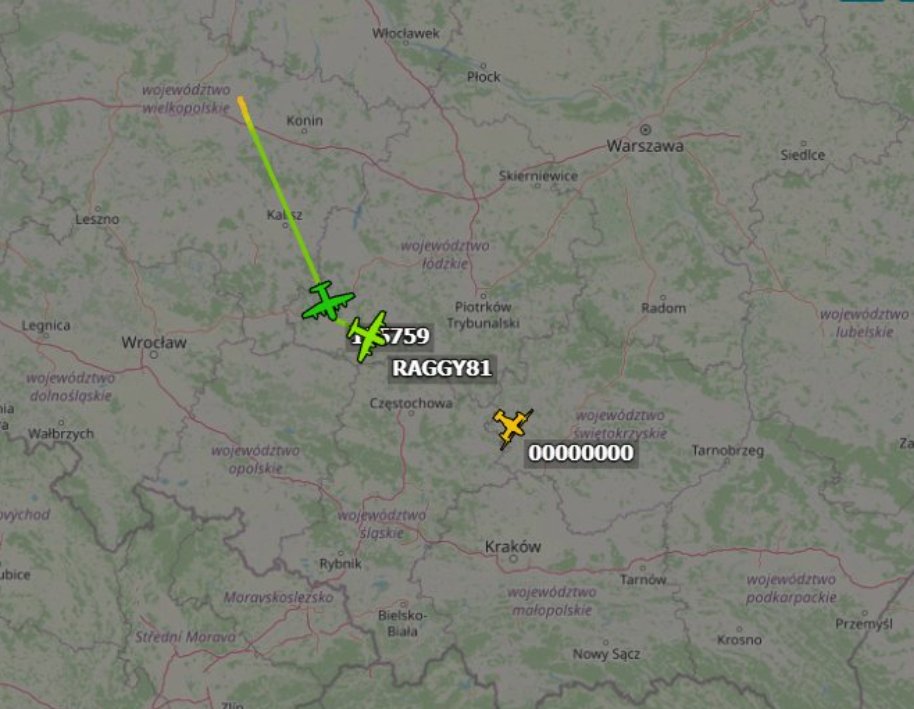 Włocławek
Płock
województwo
wielkopolskie
Konin
Warszawa
Siedlce
Skierniewice
Leszno
Kalisz
województwo
łódzkie
Piotrków
Trybunalski
Radom
województwo
lubelskie
Legnica
Wrocław
5759
RAGGY81
województwo
dolnośląskie
Częstochowa
województwo
świętokrzyskie
Wałbrzych
00000000
Tarnobrzeg
województwo
opolskie
województwo
śląskie
Kraków
Rybnik
Tarnów
województwo
podkarpackie
województwo
małopolskie
Moravskoslezsko
Bielsko-
Biała
Przemyśl
Střední Morava
Krosno
Nowy Sącz
Zlín